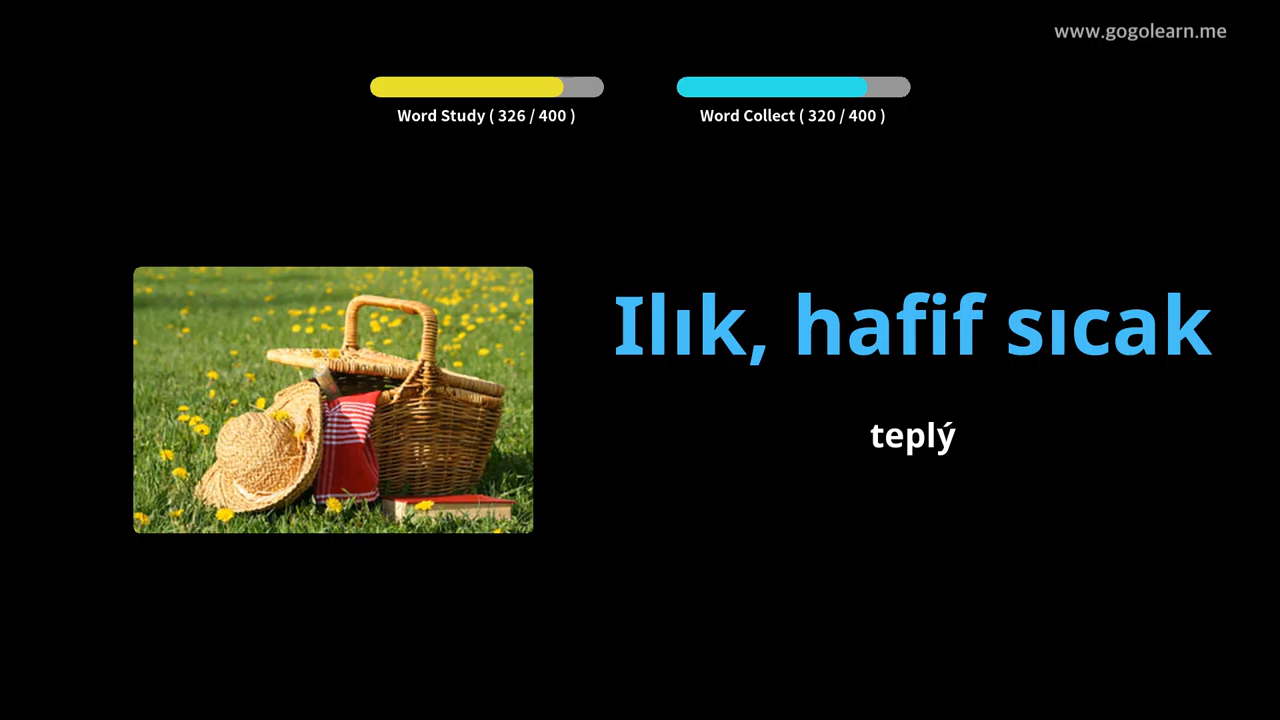 www.gogolearn.me
Word Study ( 326 / 400 )
Word Collect ( 320 / 400 )
Ilık, hafif sıcak
teplý